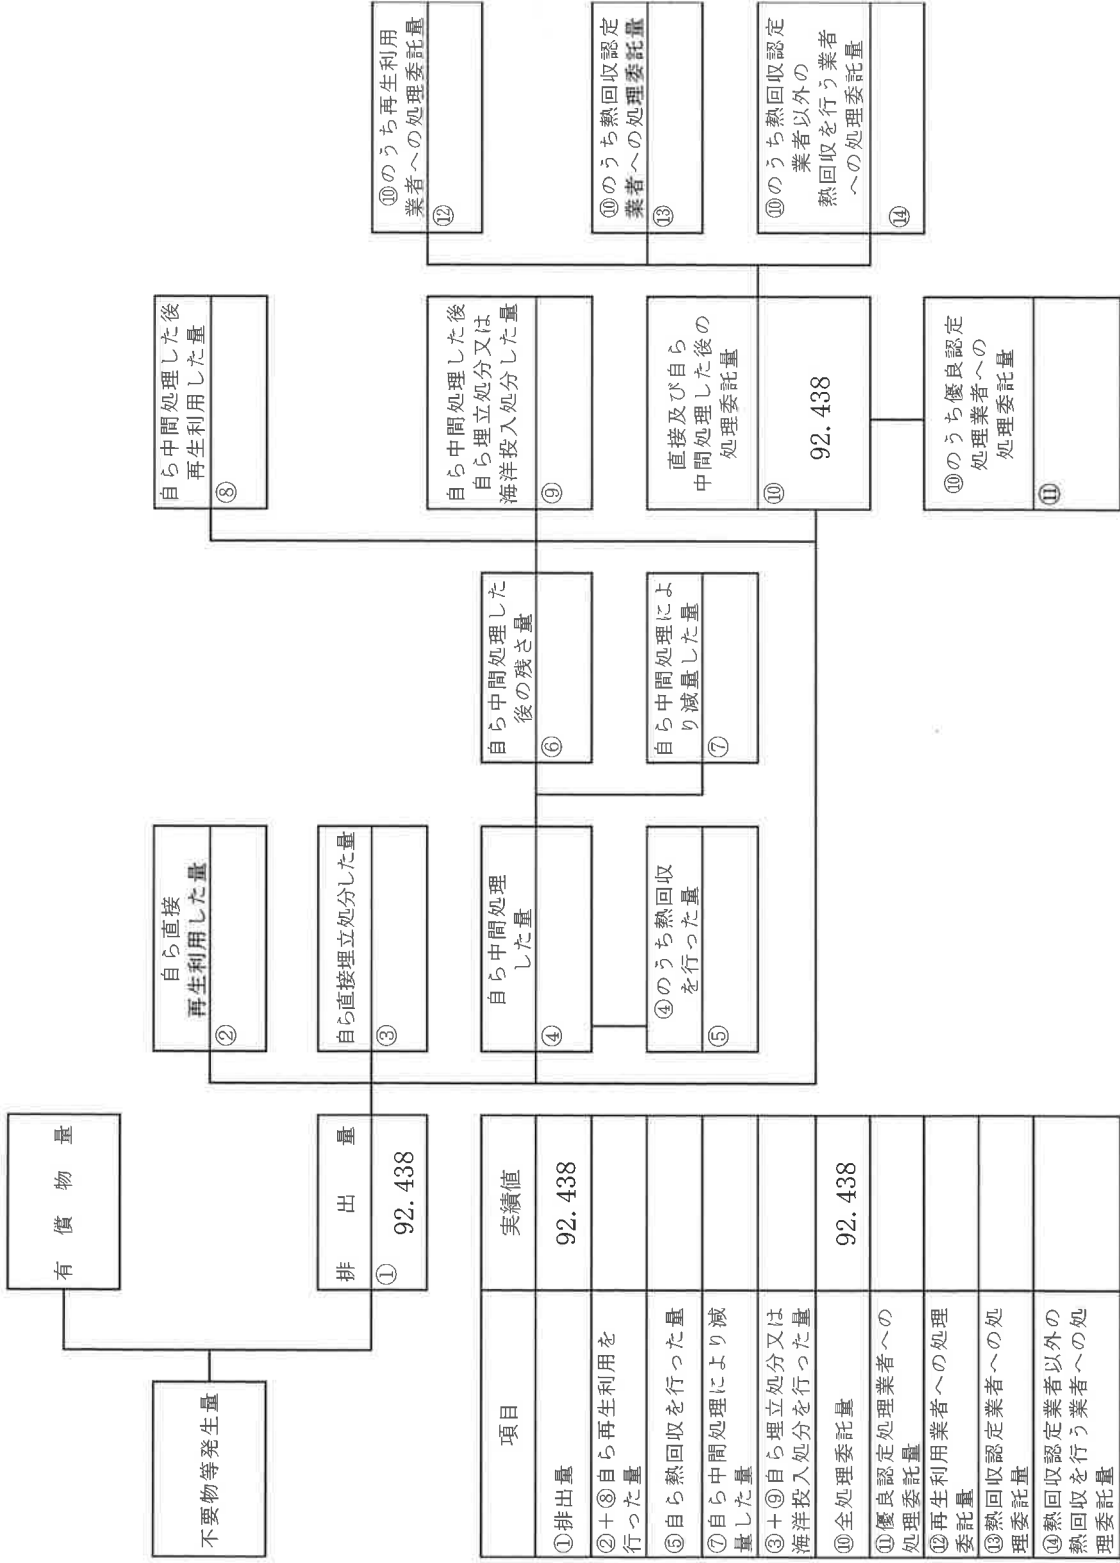 不要物等発生量
有 償 物 量
排 出 量
①
92.438
自ら直接
再生利用した量
②
自ら直接埋立処分した量
③
自ら中間処理
した量
④
④のうち熱回収
を行った量
⑤
自ら中間処理した
後の残さ量
⑥
自ら中間処理によ
り減量した量
⑦
自ら中間処理した後
再生利用した量
⑧
自ら中間処理した後
自ら埋立処分又は
海洋投入処分した量
⑨
直接及び自ら
中間処理した後の
処理委託量
⑩
92.438
⑩のうち優良認定
処理業者への
処理委託量
⑪
⑩のうち再生利用
業者への処理委託量
⑫
⑩のうち熱回収認定
業者への処理委託量
⑬
⑩のうち熱回収認定
業者以外の
熱回収を行う業者
への処理委託量
⑭
項目
実績値
①排出量
92.438
②+⑧自ら再生利用を
行った量
⑤自ら熱回収を行った量
⑦自ら中間処理により減
量した量
③+⑨自ら埋立処分又は
海洋投入処分を行った量
⑩全処理委託量
92.438
⑪優良認定処理業者への
処理委託量
⑫再生利用業者への処理
委託量
⑬熱回収認定業者への処
理委託量
⑭熱回収認定業者以外の
熱回収を行う業者への処
理委託量